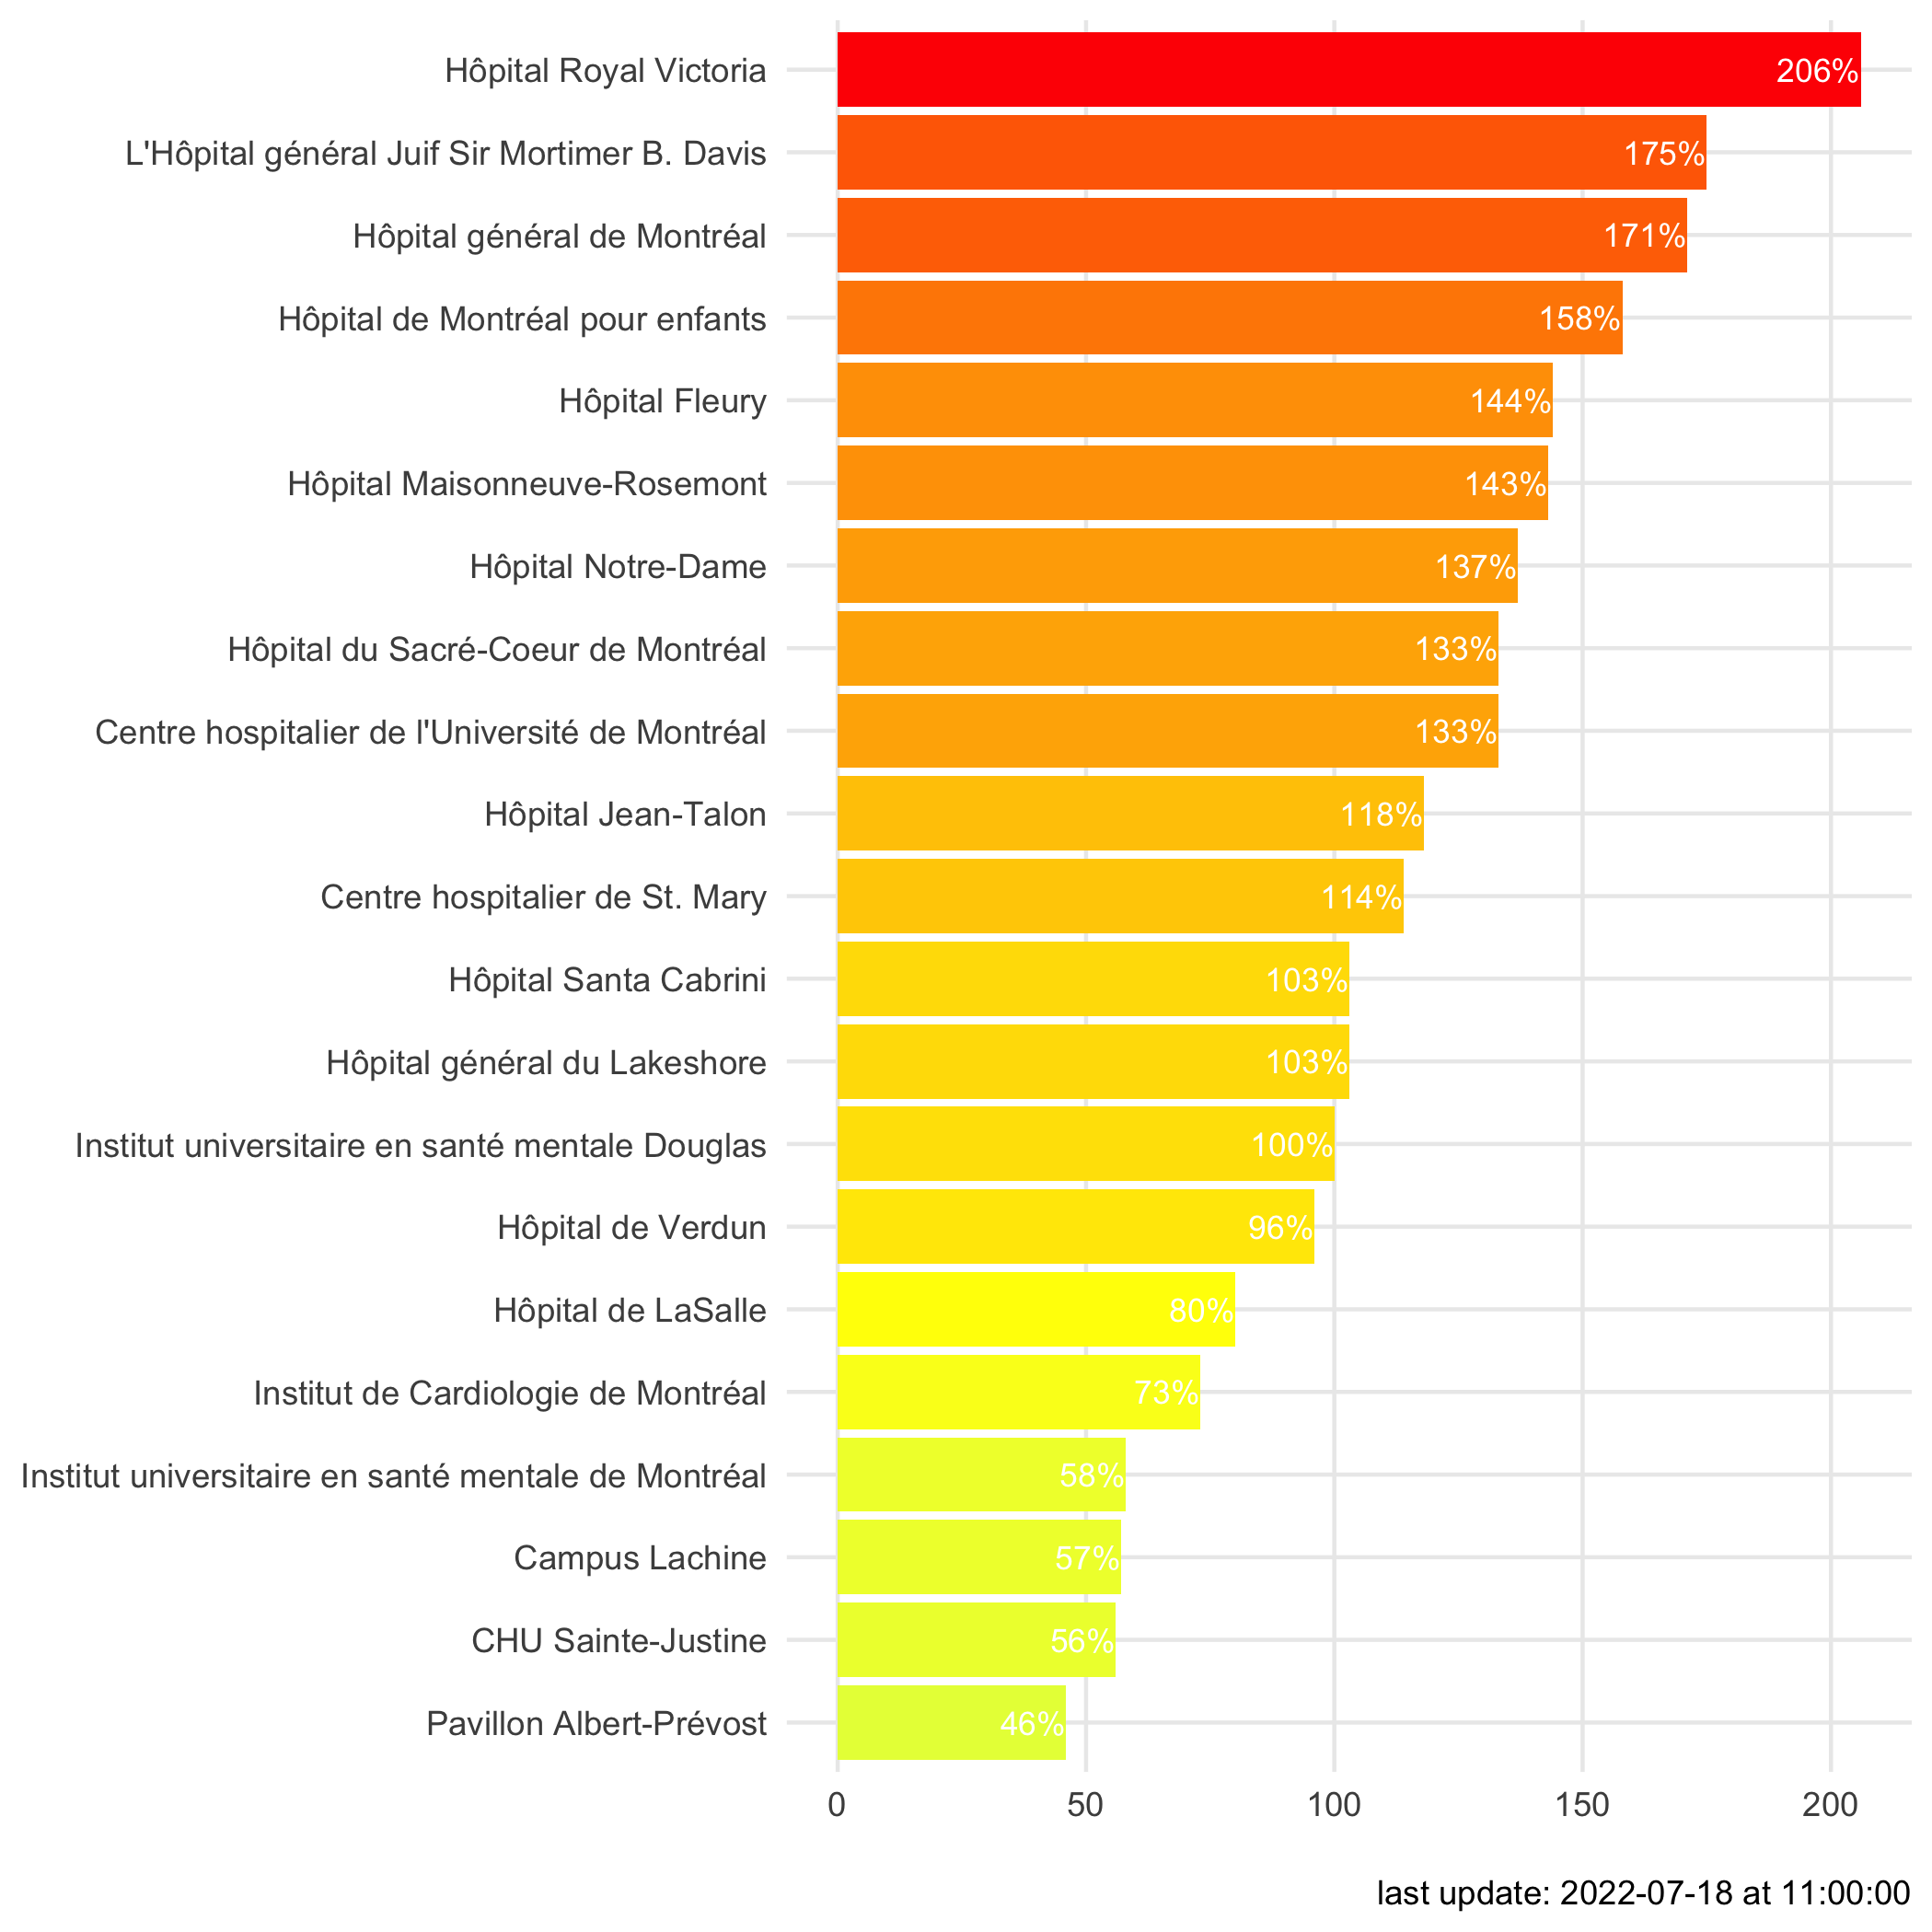 Hôpital Royal Victoria 206%
L'Hôpital général Juif Sir Mortimer B. Davis 175%
Hôpital général de Montréal 171%
Hôpital de Montréal pour enfants 158%
Hôpital Fleury 144%
Hôpital Maisonneuve-Rosemont 143%
Hôpital Notre-Dame 137%
Hôpital du Sacré-Coeur de Montréal 133%
Centre hospitalier de l'Université de Montréal 133%
Hôpital Jean-Talon 118%
Centre hospitalier de St. Mary 114%
Hôpital Santa Cabrini 103%
Hôpital général du Lakeshore 103%
Institut universitaire en santé mentale Douglas 100%
Hôpital de Verdun 96%
Hôpital de LaSalle 80%
Institut de Cardiologie de Montréal 73%
Institut universitaire en santé mentale de Montréal 58%
Campus Lachine 57%
CHU Sainte-Justine 56%
Pavillon Albert-Prévost 46%
0 50 100 150 200
last update: 2022-07-18 at 11:00:00